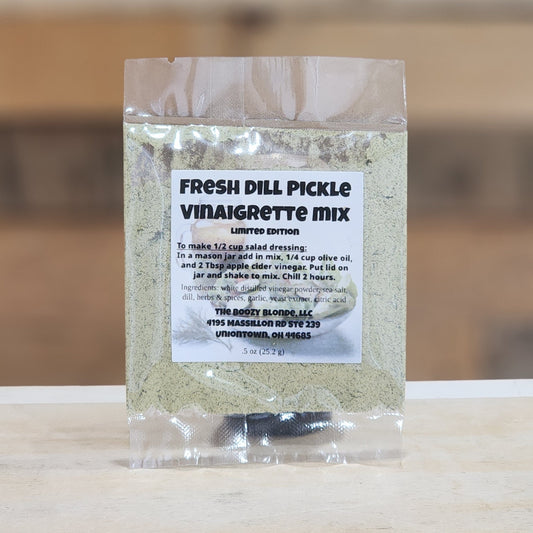 Fresh Dill Pickle
Vinaigrette Mix
Limited Edition
To make 1/2 cup salad dressing:
In a mason jar add in mix, 1/4 cup olive oil,
and 2 Tbsp apple cider vinegar. Put lid on
jar and shake to mix. Chill 2 hours.
Ingredients: white distilled vinegar powder, sea salt,
dill, herbs & spices, garlic, yeast extract, citric acid
The Boozy Blonde, LLC
4195 Massillon Rd Ste 239
Uniontown, OH 44685
.5 oz (25.2 g)